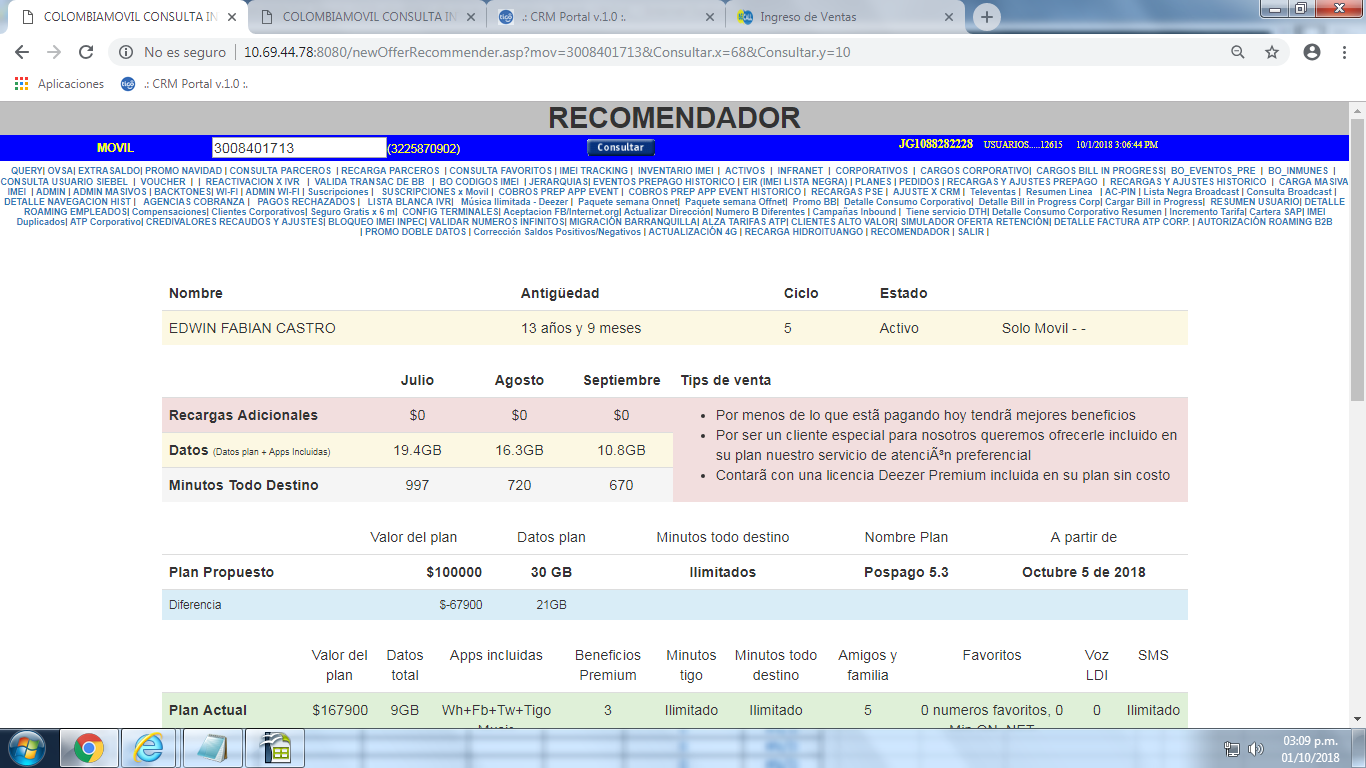 COLOMBIAMOVIL CONSULTA IN
COLOMBIAMOVIL CONSULTA IN
.: CRM Portal v.1.0 :.
Ingreso de Ventas
No es seguro | 10.69.44.78:8080/newOfferRecommender.asp?mov=3008401713&Consultar.x=68&Consultar.y=10
Aplicaciones
.: CRM Portal v.1.0 :.
RECOMENDADOR
MOVIL 3008401713 (3225870902) Consultar JG1088282228 USUARIOS.....12615 10/1/2018 3:06:44 PM
QUERY| OVSA| EXTRASALDO| PROMO NAVIDAD | CONSULTA PARCEROS | RECARGA PARCEROS | CONSULTA FAVORITOS | IMEI TRACKING | INVENTARIO IMEI | ACTIVOS | INFRANET | CORPORATIVOS | CARGOS CORPORATIVO| CARGOS BILL IN PROGRESS| BO_EVENTOS_PRE | BO_INMUNES |
CONSULTA USUARIO SIEBEL | VOUCHER | | REACTIVACION X IVR | VALIDA TRANSAC DE BB | BO CODIGOS IMEI | JERARQUIAS| EVENTOS PREPAGO HISTORICO | EIR (IMEI LISTA NEGRA) | PLANES | PEDIDOS | RECARGAS Y AJUSTES PREPAGO | RECARGAS Y AJUSTES HISTORICO | CARGA MASIVA
IMEI | ADMIN | ADMIN MASIVOS | BACKTONES| WI-FI | ADMIN WI-FI | Suscripciones | SUSCRIPCIONES x Movil | COBROS PREP APP EVENT | COBROS PREP APP EVENT HISTORICO | RECARGAS PSE | AJUSTE X CRM | Televentas | Resumen Linea | AC-PIN | Lista Negra Broadcast | Consulta Broadcast |
DETALLE NAVEGACION HIST | AGENCIAS COBRANZA | PAGOS RECHAZADOS | LISTA BLANCA IVR| Música Ilimitada - Deezer | Paquete semana Onnet| Paquete semana Offnet| Promo BB| Detalle Consumo Corporativo| Detalle Bill in Progress Corp| Cargar Bill in Progress| RESUMEN USUARIO| DETALLE
ROAMING EMPLEADOS| Compensaciones| Clientes Corporativos| Seguro Gratis x 6 m| CONFIG TERMINALES| Aceptacion FB/Internet.org| Actualizar Dirección| Numero B Diferentes | Campañas Inbound | Tiene servicio DTH| Detalle Consumo Corporativo Resumen | Incremento Tarifa| Cartera SAP| IMEI
Duplicados| ATP Corporativo| CREDIVALORES RECAUDOS Y AJUSTES| BLOQUEO IMEI INPEC| VALIDAR NUMEROS INFINITOS| MIGRACIÓN BARRANQUILLA| ALZA TARIFAS ATP| CLIENTES ALTO VALOR| SIMULADOR OFERTA RETENCIÓN| DETALLE FACTURA ATP CORP. | AUTORIZACIÓN ROAMING B2B
| PROMO DOBLE DATOS | Corrección Saldos Positivos/Negativos | ACTUALIZACIÓN 4G | RECARGA HIDROITUANGO | RECOMENDADOR | SALIR |
Nombre Antigüedad Ciclo Estado
EDWIN FABIAN CASTRO 13 años y 9 meses 5 Activo Solo Movil - -
Julio Agosto Septiembre Tips de venta
Recargas Adicionales $0 $0 $0
Datos (Datos plan + Apps Incluidas) 19.4GB 16.3GB 10.8GB
Minutos Todo Destino 997 720 670
• Por menos de lo que estã pagando hoy tendrã mejores beneficios
• Por ser un cliente especial para nosotros queremos ofrecerle incluido en
su plan nuestro servicio de atenciÃ³n preferencial
• Contarã con una licencia Deezer Premium incluida en su plan sin costo
Valor del plan Datos plan Minutos todo destino Nombre Plan A partir de
Plan Propuesto $100000 30 GB Ilimitados Pospago 5.3 Octubre 5 de 2018
Diferencia $-67900 21GB
Valor del Datos Apps incluidas Beneficios Minutos Minutos todo Amigos y Favoritos Voz SMS
plan total Premium tigo destino familia LDI
Plan Actual $167900 9GB Wh+Fb+Tw+Tigo 3 Ilimitado Ilimitado 5 0 numeros favoritos, 0 0 Ilimitado
03:09 p.m.
01/10/2018